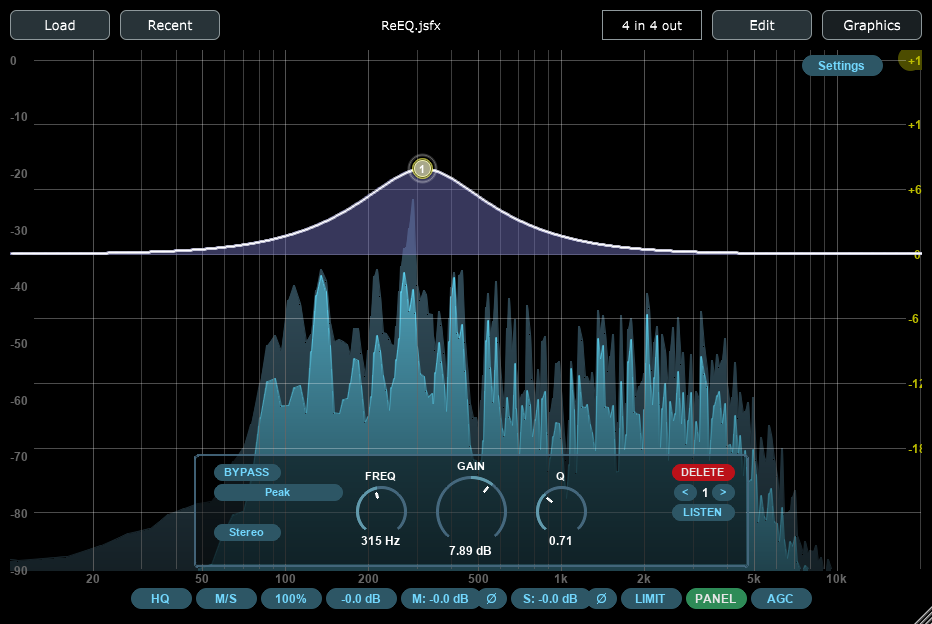 Load Recent ReEQ.jsfx 4 in 4 out Edit Graphics
Settings
0 +1
-10 +1
-20 +6
1
-30 0
-40 -6
-50 -12
-60 -18
-70
-80
-90
BYPASS FREQ GAIN Q DELETE
Peak < 1 >
LISTEN
Stereo 315 Hz 7.89 dB 0.71
20 50 100 200 500 1k 2k 5k 10k
HQ M/S 100% -0.0 dB M: -0.0 dB Ø S: -0.0 dB Ø LIMIT PANEL AGC